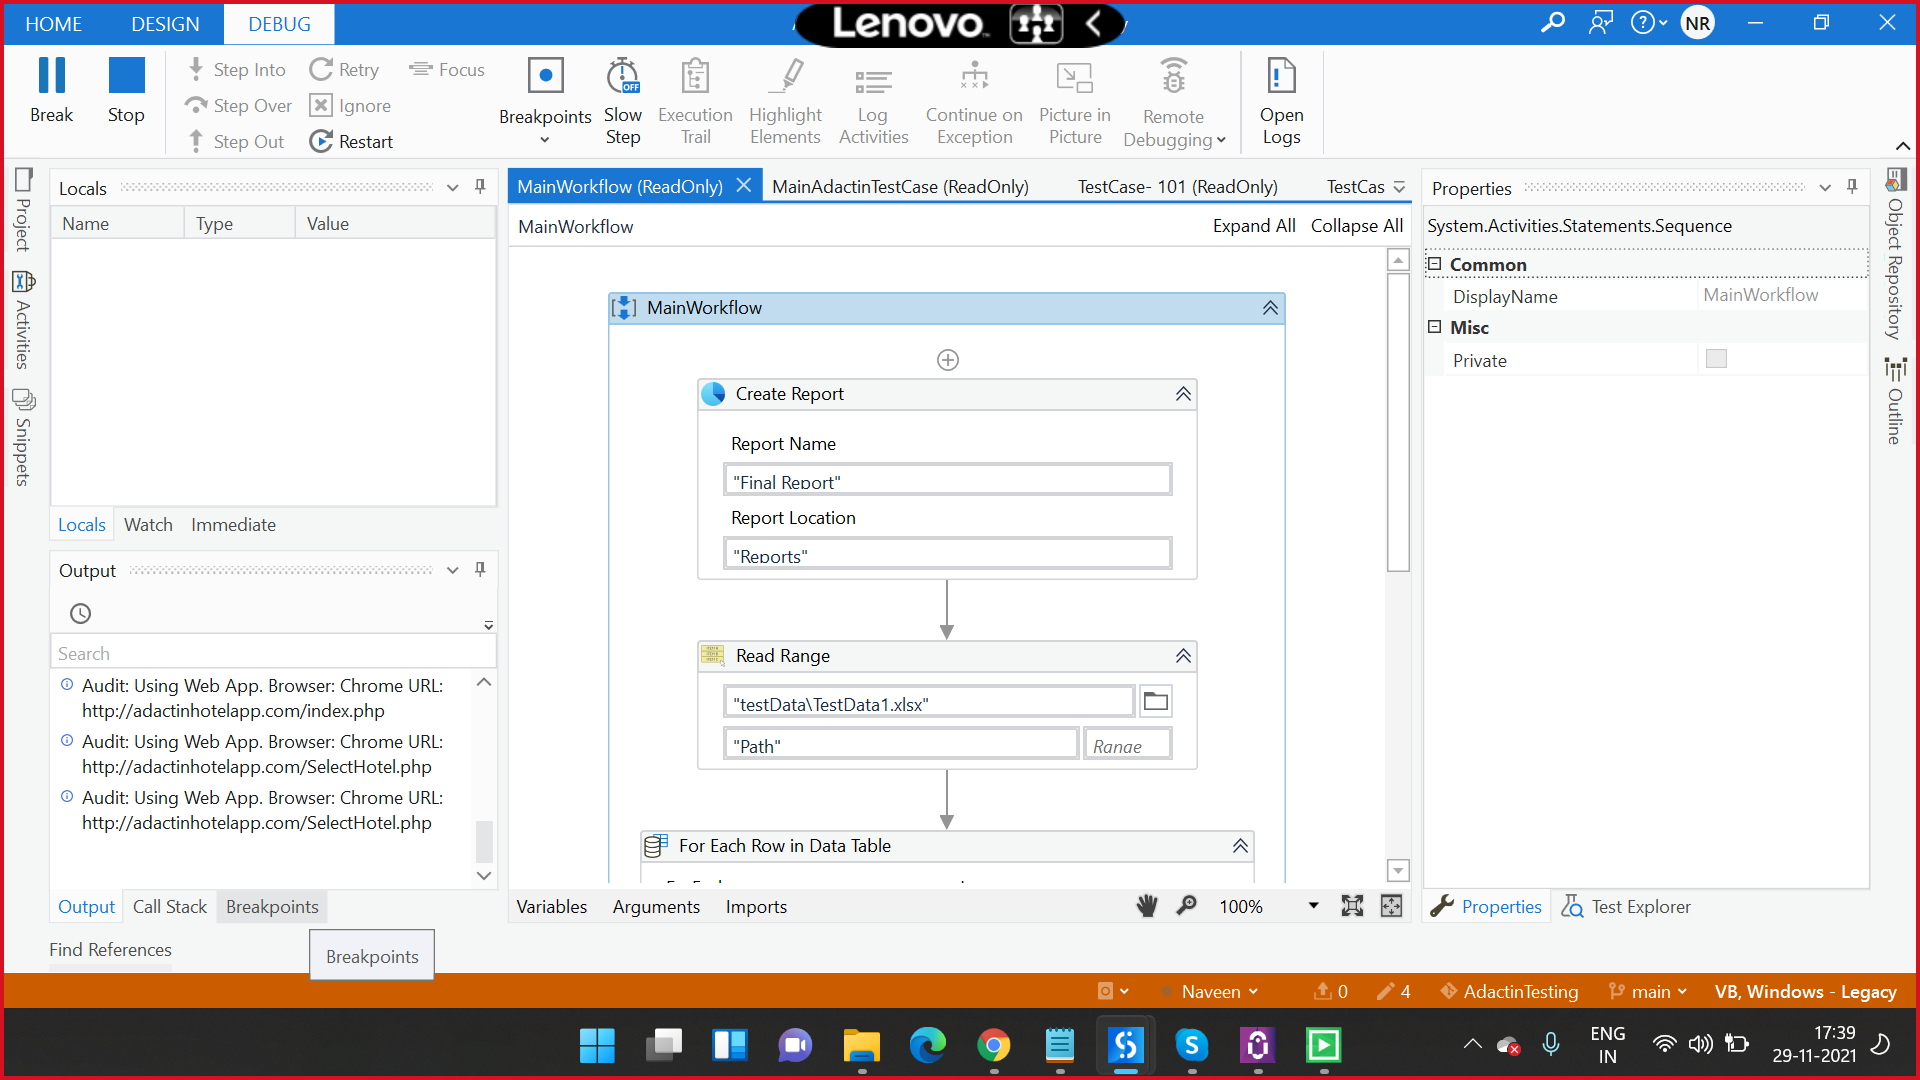 HOME DESIGN DEBUG
Lenovo
NR
Break
Stop
Step Into
Step Over
Step Out
Retry
Ignore
Restart
Focus
Breakpoints
Slow
Step
OFF
Execution
Trail
Highlight
Elements
Log
Activities
Continue on
Exception
Picture in
Picture
Remote
Debugging
Open
Logs
Project
Activities
Snippets
Locals
Name Type Value
Locals Watch Immediate
Output
Search
Audit: Using Web App. Browser: Chrome URL:
http://adactinhotelapp.com/index.php
Audit: Using Web App. Browser: Chrome URL:
http://adactinhotelapp.com/SelectHotel.php
Audit: Using Web App. Browser: Chrome URL:
http://adactinhotelapp.com/SelectHotel.php
Output Call Stack Breakpoints
Find References
Breakpoints
MainWorkflow (ReadOnly) MainAdactinTestCase (ReadOnly) TestCase- 101 (ReadOnly) TestCas
MainWorkflow
Expand All Collapse All
MainWorkflow
Create Report
Report Name
"Final Report"
Report Location
"Reports"
Read Range
"testData\TestData1.xlsx"
"Path"
Range
For Each Row in Data Table
Variables Arguments Imports
100%
Properties
System.Activities.Statements.Sequence
Common
DisplayName MainWorkflow
Misc
Private
Properties Test Explorer
Object Repository
Outline
Naveen 0 4 AdactinTesting main VB, Windows - Legacy
ENG
IN
17:39
29-11-2021